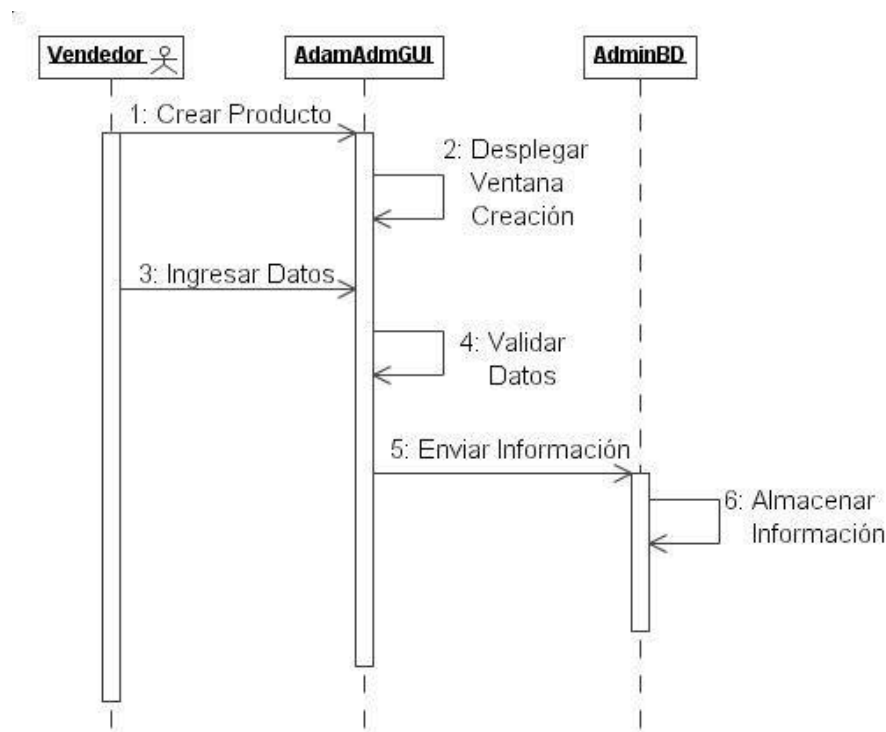 Vendedor
AdamAdmGUI
AdminBD
1: Crear Producto
2: Desplegar
Ventana
Creación
3: Ingresar Datos
4: Validar
Datos
5: Enviar Información
6: Almacenar
Información